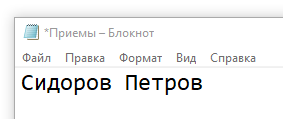 *Приемы – Блокнот
Файл Правка Формат Вид Справка
Сидоров Петров